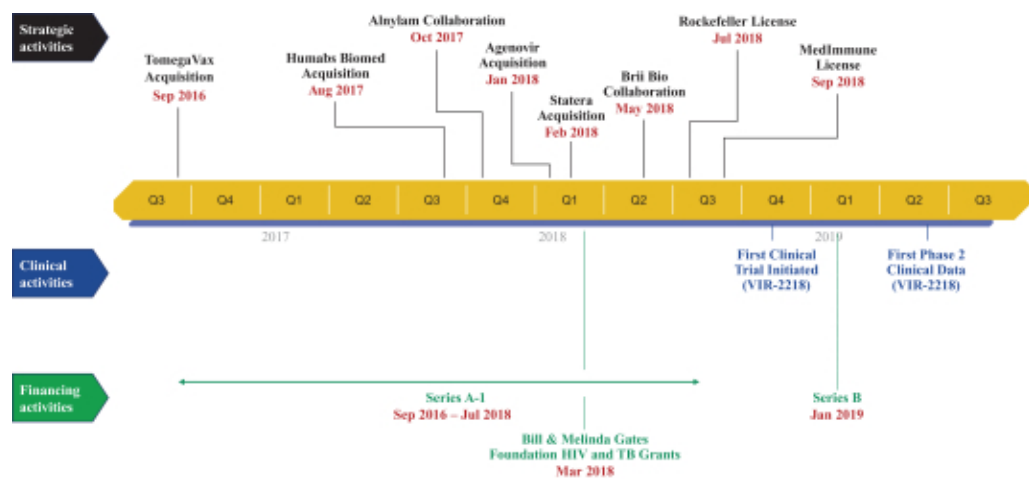 Strategic
activities
TomegaVax
Acquisition
Sep 2016
Humabs Biomed
Acquisition
Aug 2017
Alnylam Collaboration
Oct 2017
Agenovir
Acquisition
Jan 2018
Statera
Acquisition
Feb 2018
Brii Bio
Collaboration
May 2018
Rockefeller License
Jul 2018
MedImmune
License
Sep 2018
Q3 Q4 Q1 Q2 Q3 Q4 Q1 Q2 Q3 Q4 Q1 Q2 Q3
2017 2018 2019
Clinical
activities
First Clinical
Trial Initiated
(VIR-2218)
First Phase 2
Clinical Data
(VIR-2218)
Financing
activities
Series A-1
Sep 2016 – Jul 2018
Bill & Melinda Gates
Foundation HIV and TB Grants
Mar 2018
Series B
Jan 2019